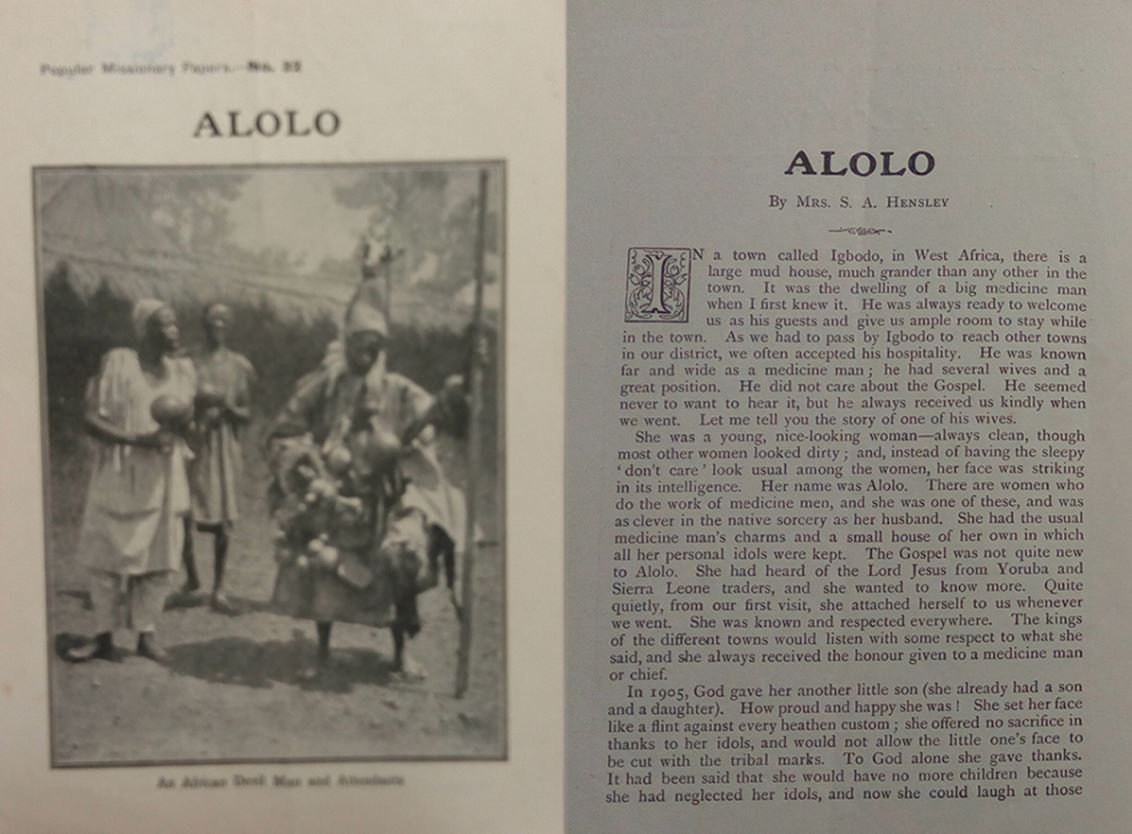 Popular Missionary Papers.—No. 22
ALOLO
An African Devil Man and Attendants
ALOLO
By MRS. S. A. HENSLEY
IN a town called Igbodo, in West Africa, there is a
large mud house, much grander than any other in the
town. It was the dwelling of a big medicine man
when I first knew it. He was always ready to welcome
us as his guests and give us ample room to stay while
in the town. As we had to pass by Igbodo to reach other towns
in our district, we often accepted his hospitality. He was known
far and wide as a medicine man; he had several wives and a
great position. He did not care about the Gospel. He seemed
never to want to hear it, but he always received us kindly when
we went. Let me tell you the story of one of his wives.
She was a young, nice-looking woman—always clean, though
most other women looked dirty; and, instead of having the sleepy
‘don’t care’ look usual among the women, her face was striking
in its intelligence. Her name was Alolo. There are women who
do the work of medicine men, and she was one of these, and was
as clever in the native sorcery as her husband. She had the usual
medicine man’s charms and a small house of her own in which
all her personal idols were kept. The Gospel was not quite new
to Alolo. She had heard of the Lord Jesus from Yoruba and
Sierra Leone traders, and she wanted to know more. Quite
quietly, from our first visit, she attached herself to us whenever
we went. She was known and respected everywhere. The kings
of the different towns would listen with some respect to what she
said, and she always received the honour given to a medicine man
or chief.
In 1905, God gave her another little son (she already had a son
and a daughter). How proud and happy she was! She set her face
like a flint against every heathen custom; she offered no sacrifice in
thanks to her idols, and would not allow the little one’s face to
be cut with the tribal marks. To God alone she gave thanks.
It had been said that she would have no more children because
she had neglected her idols, and now she could laugh at those